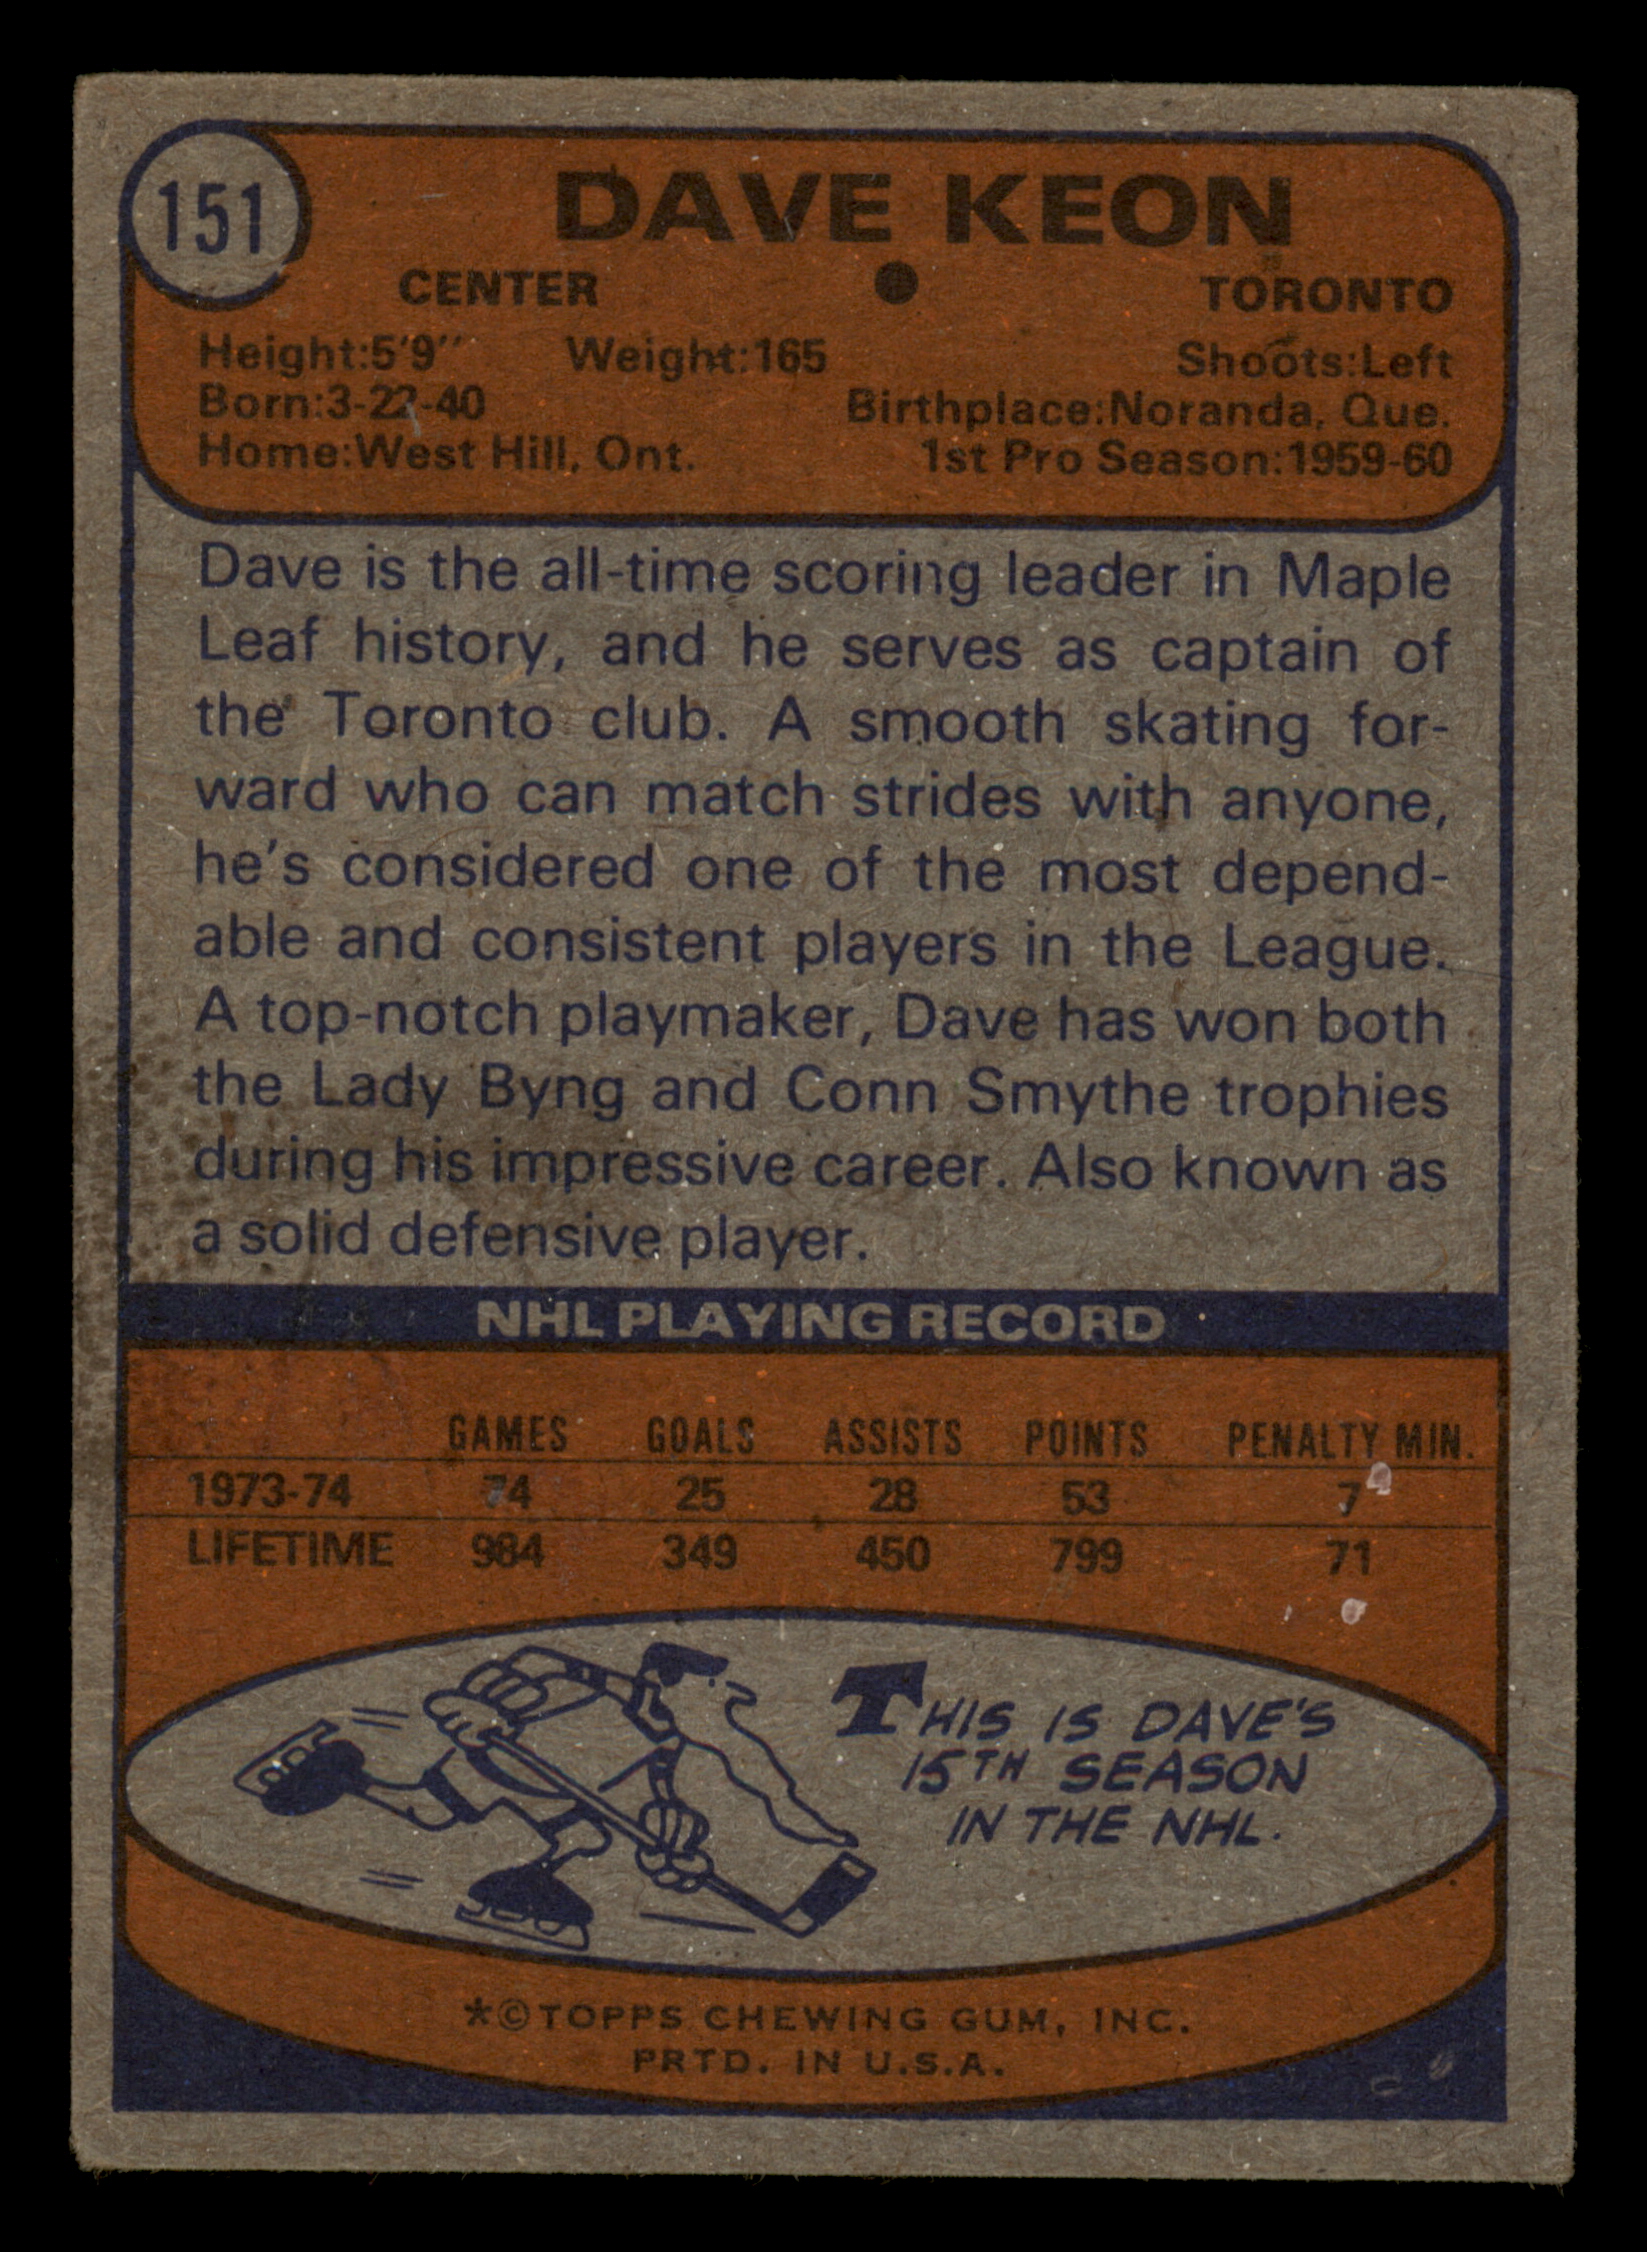 151
DAVE KEON
CENTER ● TORONTO
Height:5'9" Weight:165 Shoots:Left
Born:3-22-40 Birthplace:Noranda, Que.
Home:West Hill, Ont. 1st Pro Season:1959-60
Dave is the all-time scoring leader in Maple
Leaf history, and he serves as captain of
the Toronto club. A smooth skating for-
ward who can match strides with anyone,
he's considered one of the most depend-
able and consistent players in the League.
A top-notch playmaker, Dave has won both
the Lady Byng and Conn Smythe trophies
during his impressive career. Also known as
a solid defensive player.
NHL PLAYING RECORD
GAMES GOALS ASSISTS POINTS PENALTY MIN.
1973-74 74 25 28 53 7
LIFETIME 984 349 450 799 71
THIS IS DAVE'S
15TH SEASON
IN THE NHL.
*©TOPPS CHEWING GUM, INC.
PRTD. IN U.S.A.